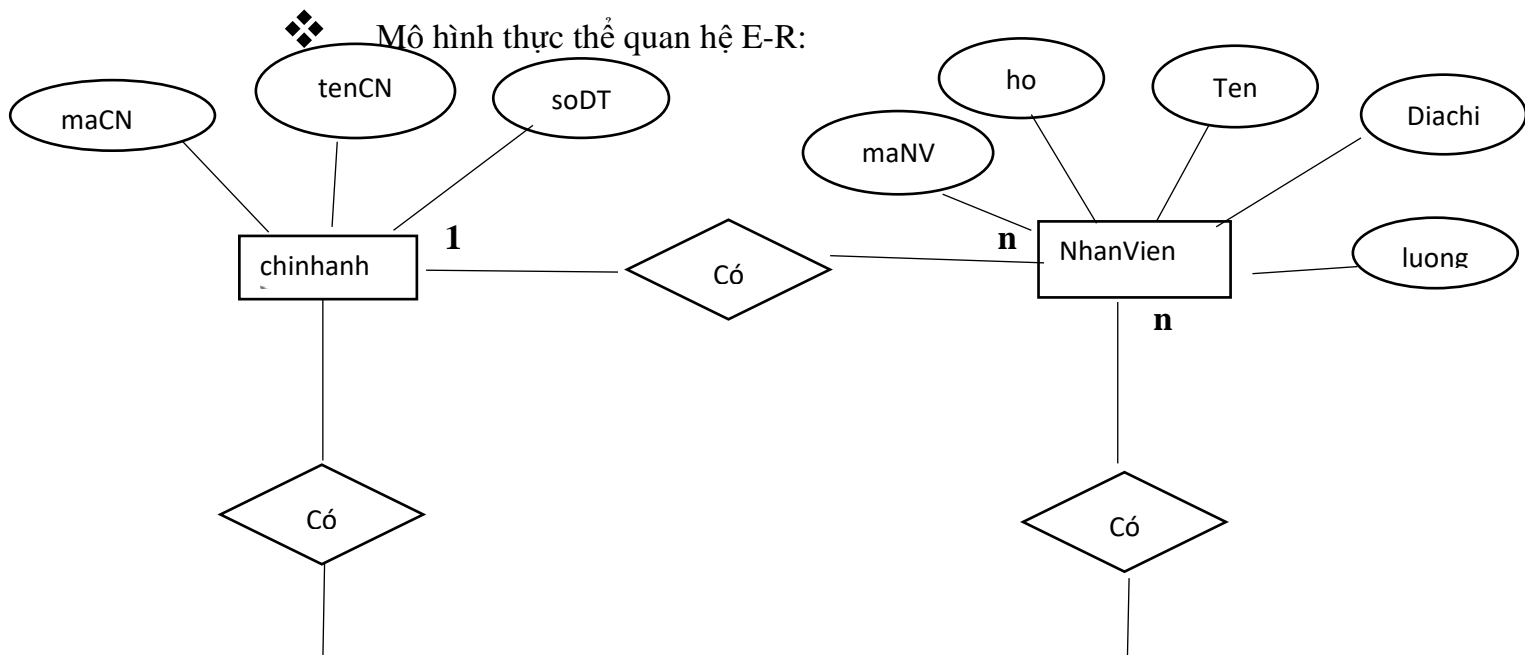 ❖ Mô hình thực thể quan hệ E-R:
maCN
tenCN
soDT
maNV
ho
Ten
Diachi
luong
chinhanh
1
Có
n
NhanVien
n
Có
Có